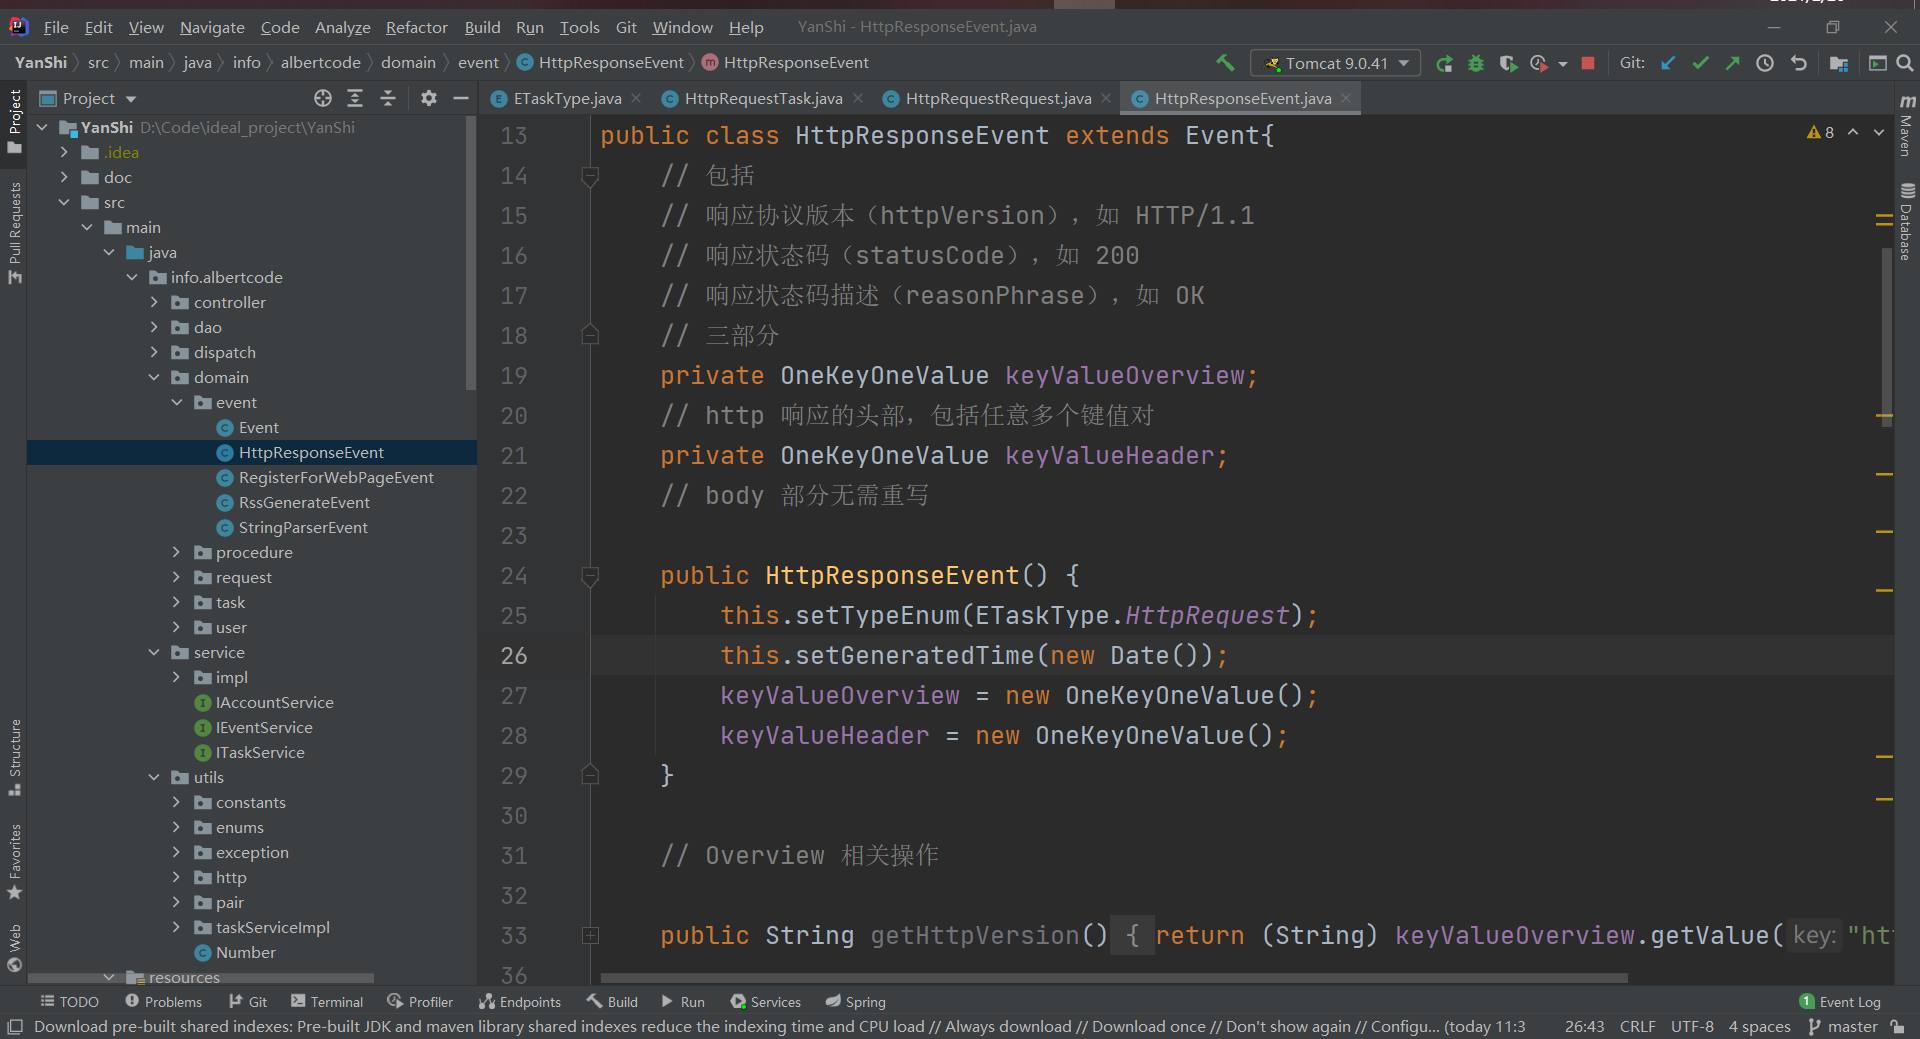 File Edit View Navigate Code Analyze Refactor Build Run Tools Git Window Help YanShi - HttpResponseEvent.java
YanShi src main java info albertcode domain event HttpResponseEvent HttpResponseEvent Tomcat 9.0.41 Git:
Project
ETaskType.java HttpRequestTask.java HttpRequestRequest.java HttpResponseEvent.java
Project
Pull Requests
Structure
Favorites
Web
YanShi D:\Code\ideal_project\YanShi
.idea
doc
src
main
java
info.albertcode
controller
dao
dispatch
domain
event
Event
HttpResponseEvent
RegisterForWebPageEvent
RssGenerateEvent
StringParserEvent
procedure
request
task
user
service
impl
IAccountService
IEventService
ITaskService
utils
constants
enums
exception
http
pair
taskServiceImpl
Number
resources
13 public class HttpResponseEvent extends Event{
14 // 包括
15 // 响应协议版本（httpVersion），如 HTTP/1.1
16 // 响应状态码（statusCode），如 200
17 // 响应状态码描述（reasonPhrase），如 OK
18 // 三部分
19 private OneKeyOneValue keyValueOverview;
20 // http 响应的头部，包括任意多个键值对
21 private OneKeyOneValue keyValueHeader;
22 // body 部分无需重写
23
24 public HttpResponseEvent() {
25 this.setTypeEnum(ETaskType.HttpRequest);
26 this.setGeneratedTime(new Date());
27 keyValueOverview = new OneKeyOneValue();
28 keyValueHeader = new OneKeyOneValue();
29 }
30
31 // Overview 相关操作
32
33 public String getHttpVersion() { return (String) keyValueOverview.getValue( key: "ht
36
8
Maven
Database
TODO Problems Git Terminal Profiler Endpoints Build Run Services Spring 1 Event Log
Download pre-built shared indexes: Pre-built JDK and maven library shared indexes reduce the indexing time and CPU load // Always download // Download once // Don't show again // Configu... (today 11:3 26:43 CRLF UTF-8 4 spaces master